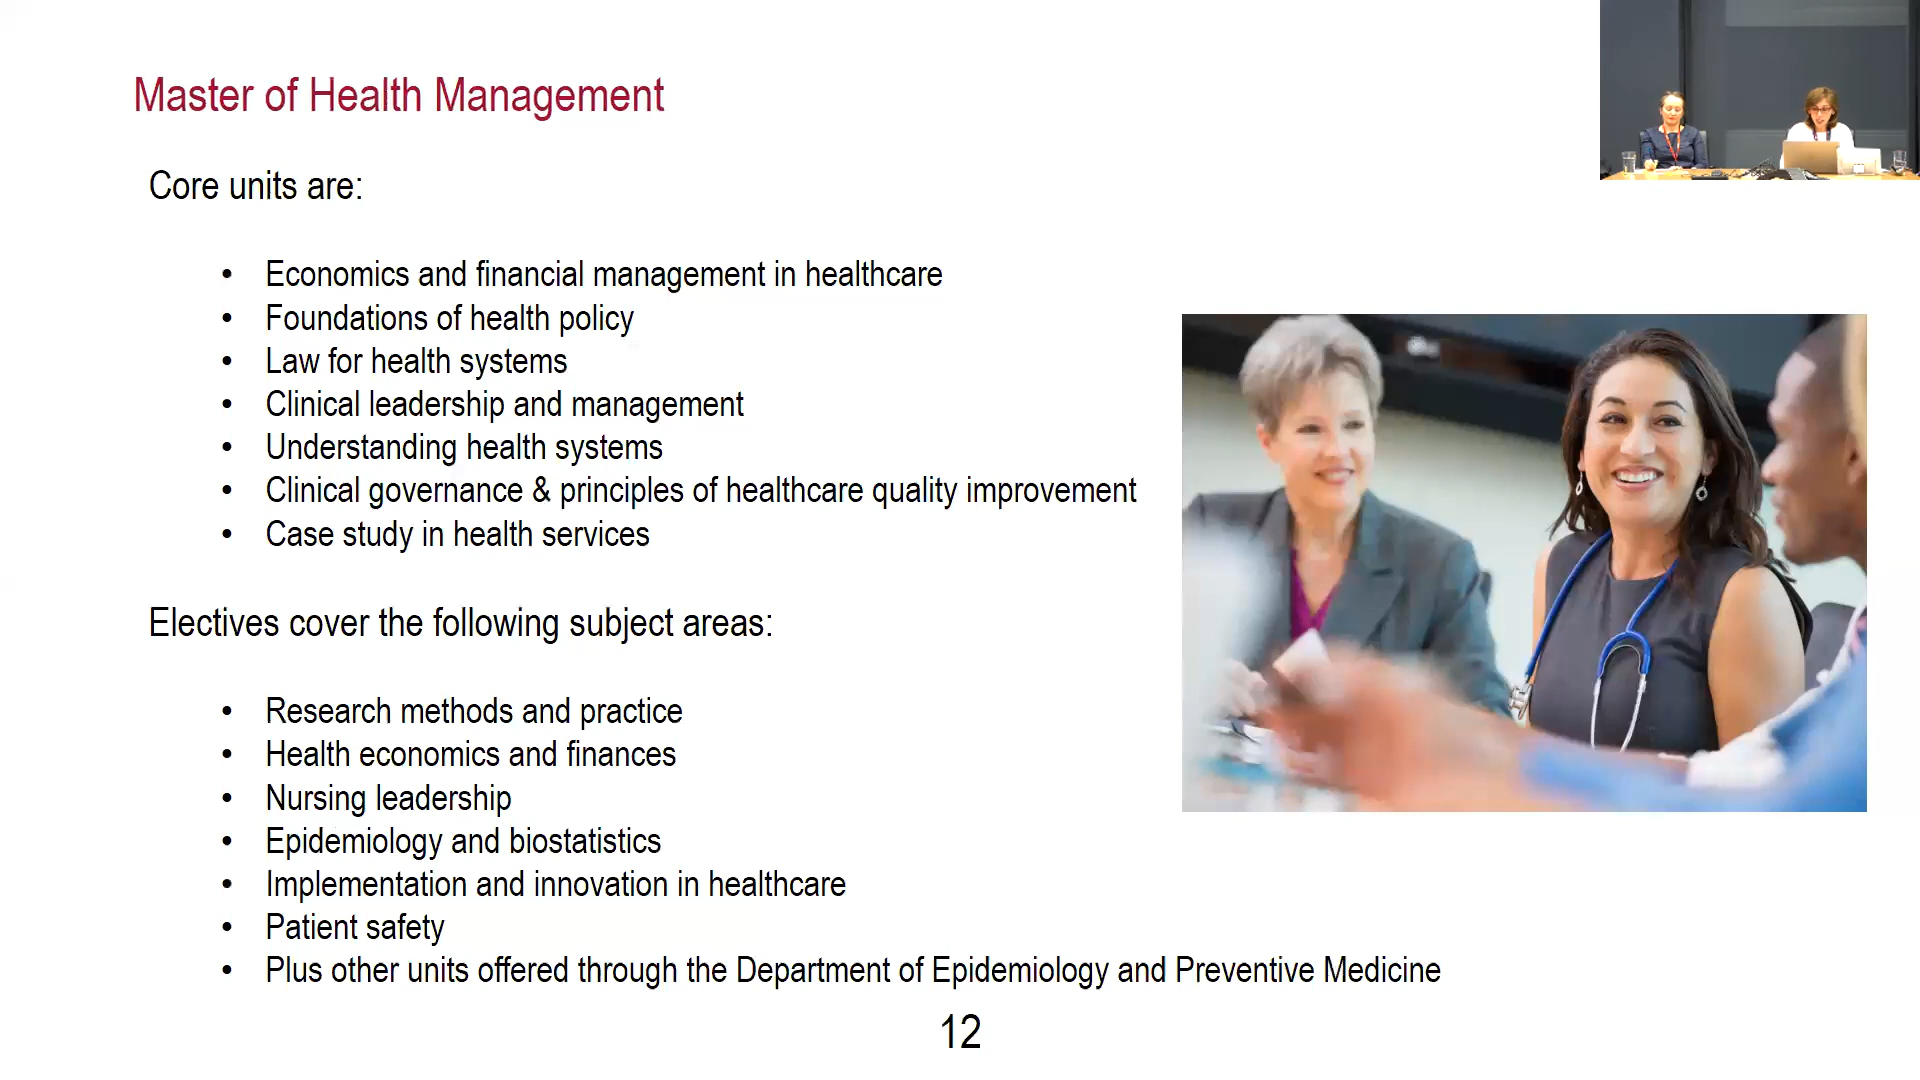 Master of Health Management
Core units are:
• Economics and financial management in healthcare
• Foundations of health policy
• Law for health systems
• Clinical leadership and management
• Understanding health systems
• Clinical governance & principles of healthcare quality improvement
• Case study in health services
Electives cover the following subject areas:
• Research methods and practice
• Health economics and finances
• Nursing leadership
• Epidemiology and biostatistics
• Implementation and innovation in healthcare
• Patient safety
• Plus other units offered through the Department of Epidemiology and Preventive Medicine
12